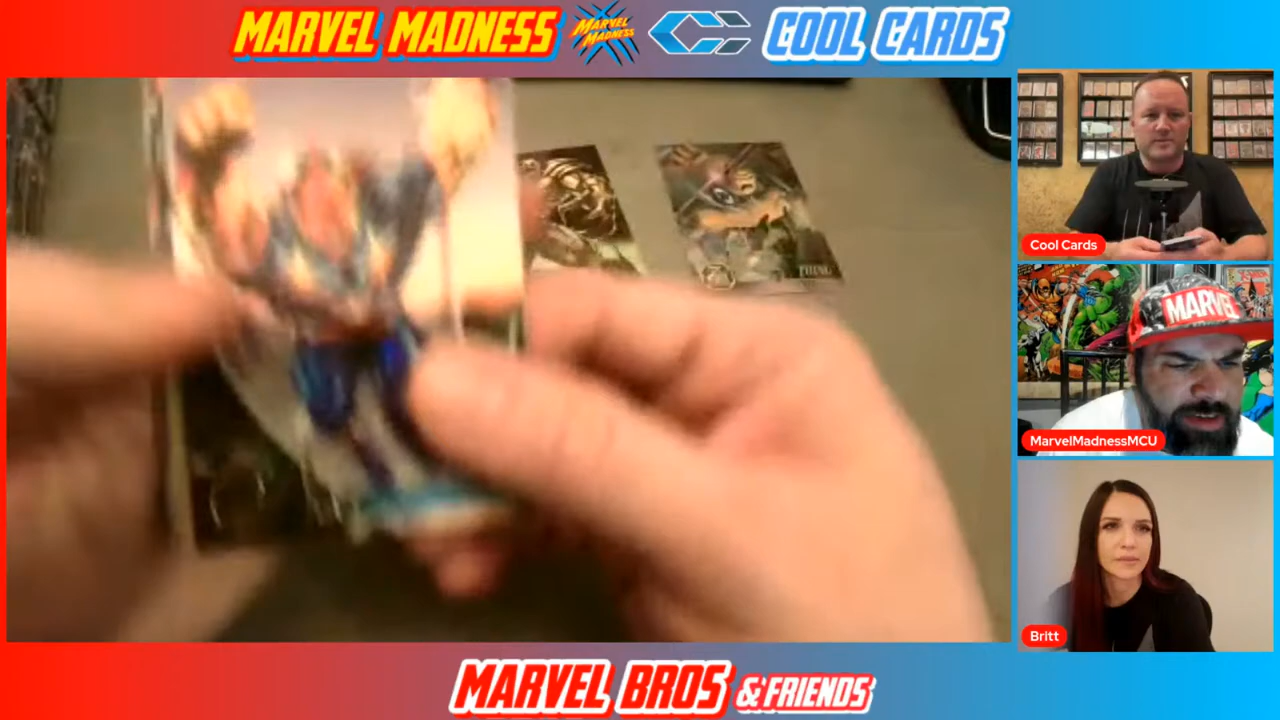 MARVEL MADNESS
MARVEL MADNESS
COOL CARDS
THING
Cool Cards
MARVEL
MarvelMadnessMCU
Britt
MARVEL BROS & FRIENDS